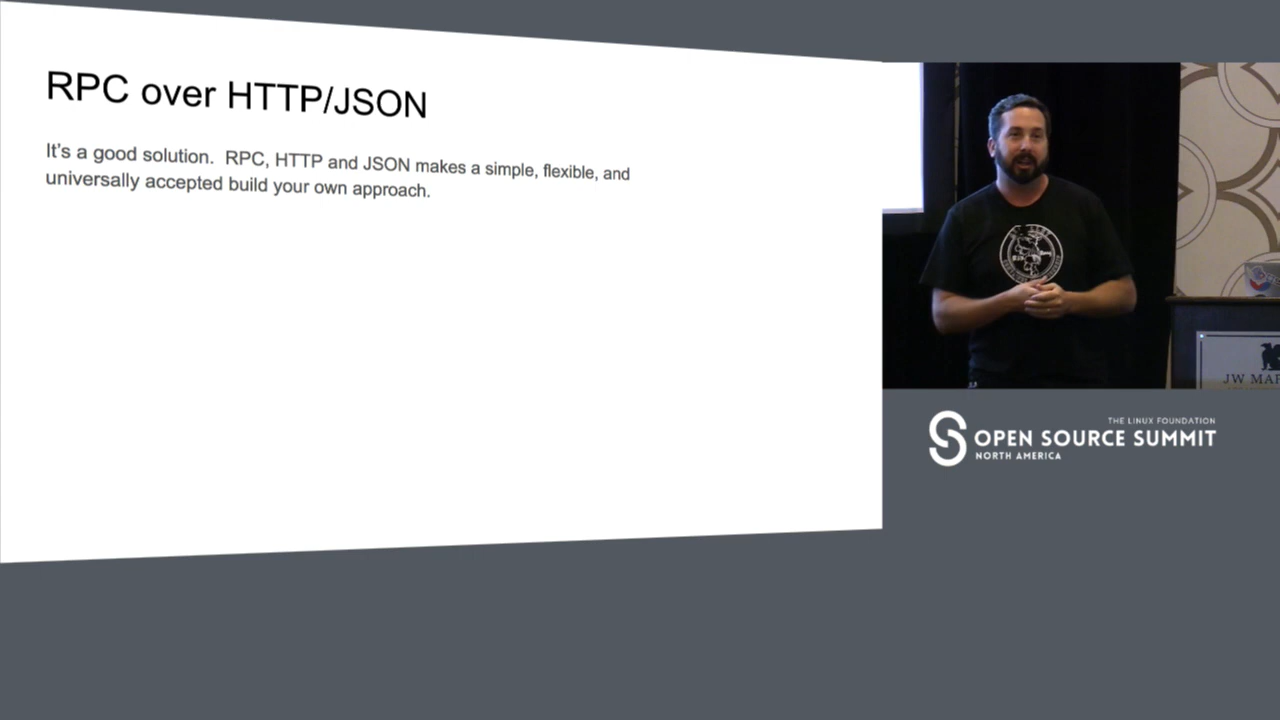 RPC over HTTP/JSON
It's a good solution.  RPC, HTTP and JSON makes a simple, flexible, and
universally accepted build your own approach.
JW MAR
THE LINUX FOUNDATION
OPEN SOURCE SUMMIT
NORTH AMERICA